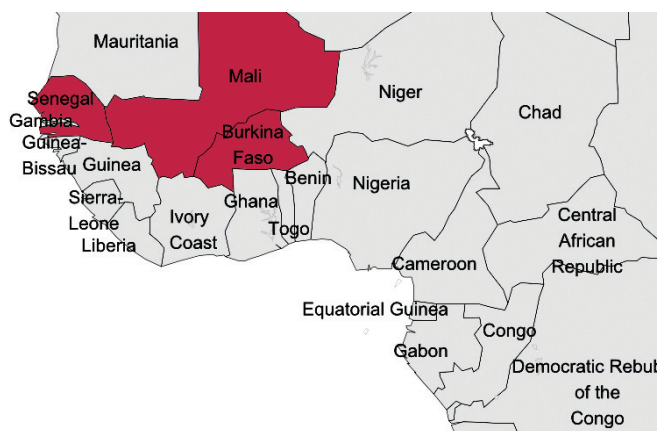 Mauritania
Mali
Niger
Chad
Senegal
Gambia
Guinea-
Bissau
Guinea
Burkina
Faso
Benin
Nigeria
Sierra-
Leone
Liberia
Ivory
Coast
Ghana
Togo
Central
African
Republic
Cameroon
Equatorial Guinea
Gabon
Congo
Democratic Rebub
of the
Congo